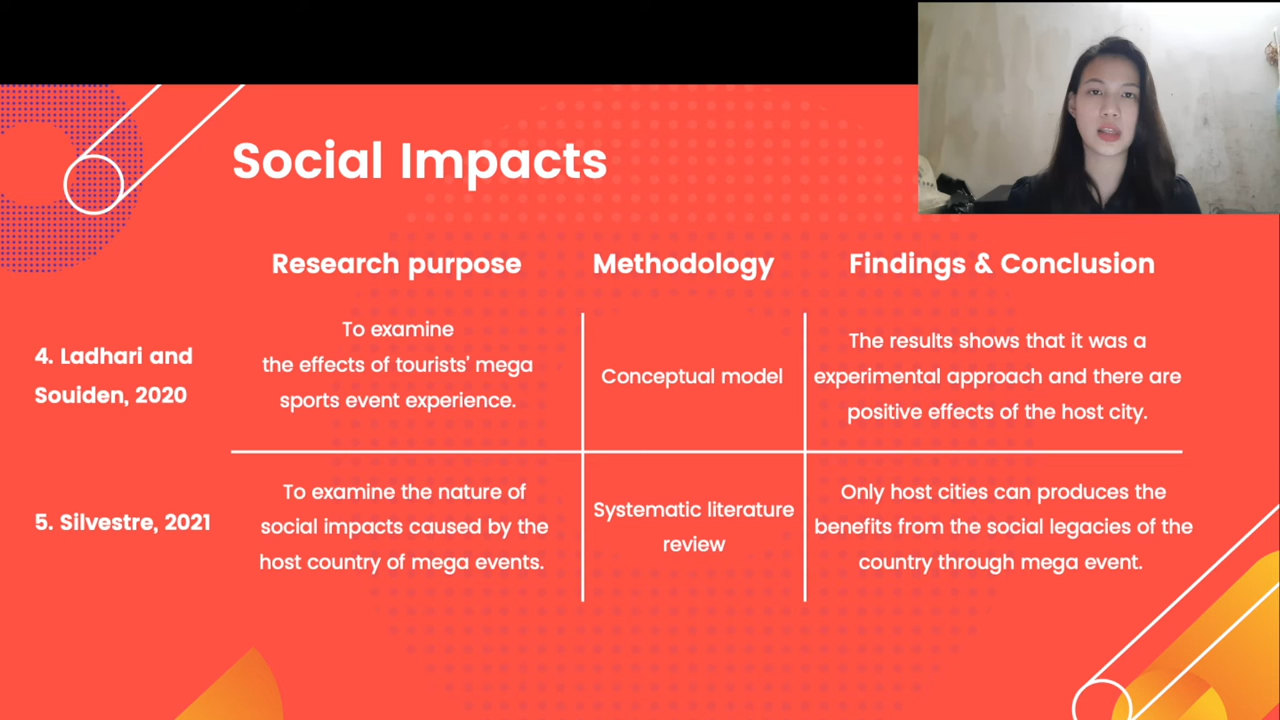 Social Impacts
Research purpose
Methodology
Findings & Conclusion
4. Ladhari and
Souiden, 2020
To examine
the effects of tourists' mega
sports event experience.
Conceptual model
The results shows that it was a
experimental approach and there are
positive effects of the host city.
5. Silvestre, 2021
To examine the nature of
social impacts caused by the
host country of mega events.
Systematic literature
review
Only host cities can produces the
benefits from the social legacies of the
country through mega event.